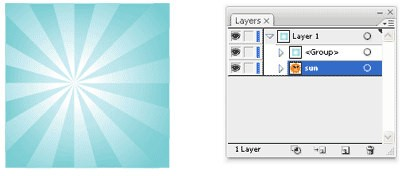 Layers ×
Layer 1
<Group>
sun
1 Layer